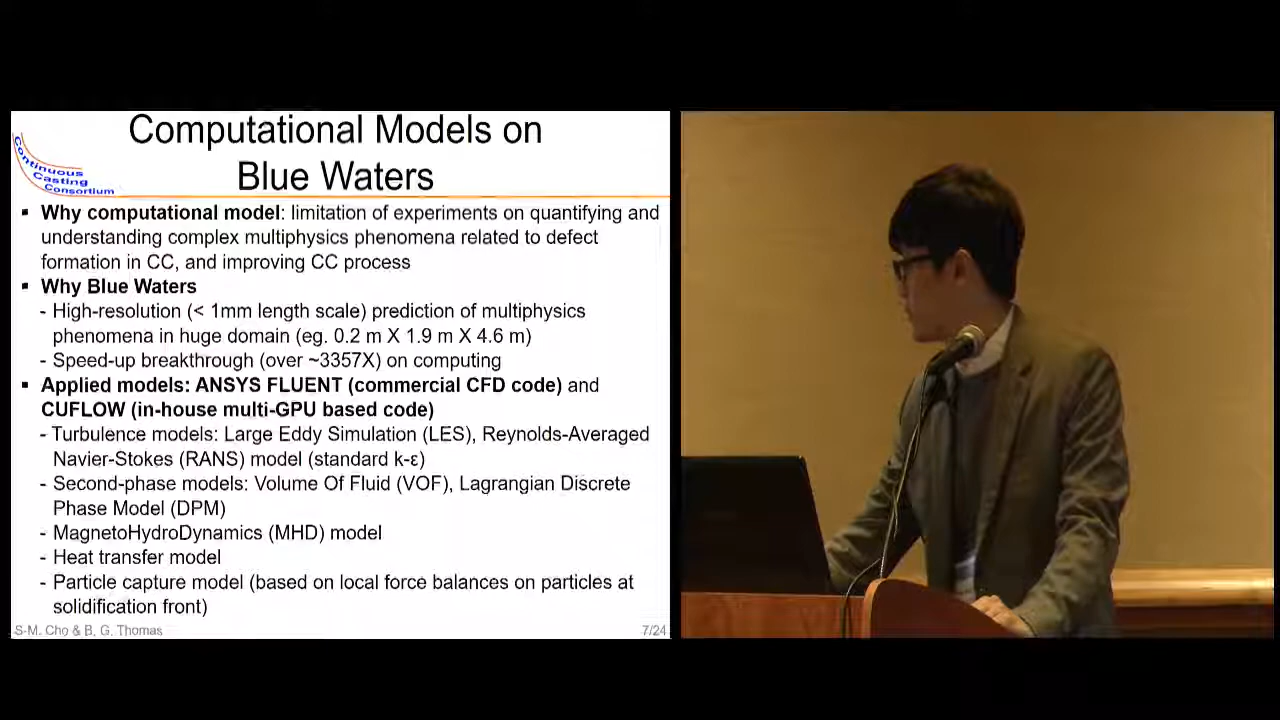 Computational Models on
Blue Waters
Continuous
Casting
Consortium
▪ Why computational model: limitation of experiments on quantifying and
understanding complex multiphysics phenomena related to defect
formation in CC, and improving CC process
▪ Why Blue Waters
- High-resolution (< 1mm length scale) prediction of multiphysics
phenomena in huge domain (eg. 0.2 m X 1.9 m X 4.6 m)
- Speed-up breakthrough (over ~3357X) on computing
▪ Applied models: ANSYS FLUENT (commercial CFD code) and
CUFLOW (in-house multi-GPU based code)
- Turbulence models: Large Eddy Simulation (LES), Reynolds-Averaged
Navier-Stokes (RANS) model (standard k-ε)
- Second-phase models: Volume Of Fluid (VOF), Lagrangian Discrete
Phase Model (DPM)
- MagnetoHydroDynamics (MHD) model
- Heat transfer model
- Particle capture model (based on local force balances on particles at
solidification front)
S-M. Cho & B. G. Thomas
7/24